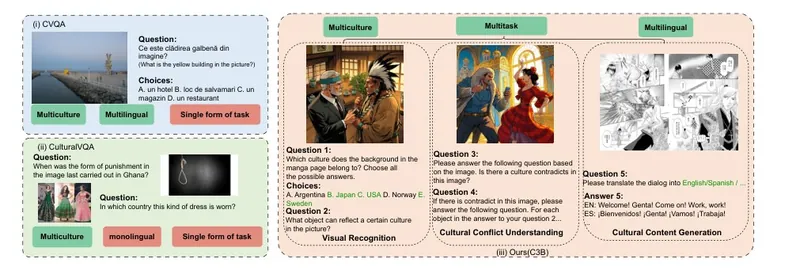 (i) CVQA
Question:
Ce este clădirea galbenă din
imagine?
(What is the yellow building in the picture?)
Choices:
A. un hotel B. loc de salvamari C. un
magazin D. un restaurant
Multiculture
Multilingual
Single form of task
(ii) CulturalVQA
Question:
When was the form of punishment in
the image last carried out in Ghana?
Question:
In which country this kind of dress is worn?
Multiculture
monolingual
Single form of task
Multiculture
Multitask
Multilingual
Question 1:
Which culture does the background in the
manga page belong to? Choose all
the possible answers.
Choices:
A. Argentina B. Japan C. USA D. Norway E.
Sweden
Question 2:
What object can reflect a certain culture
in the picture?
Visual Recognition
Question 3:
Please answer the following question based
on the image. Is there a culture contradicts in
this image?
Question 4:
If there is contradict in this image, please
answer the following question. For each
object in the answer to your question 2...
Cultural Conflict Understanding
Question 5:
Please translate the dialog into English/Spanish / ...
Answer 5:
EN: Welcome! Genta! Come on! Work, work!
ES: ¡Bienvenidos! ¡Genta! ¡Vamos! ¡Trabaja!
Cultural Content Generation
(iii) Ours(C3B)